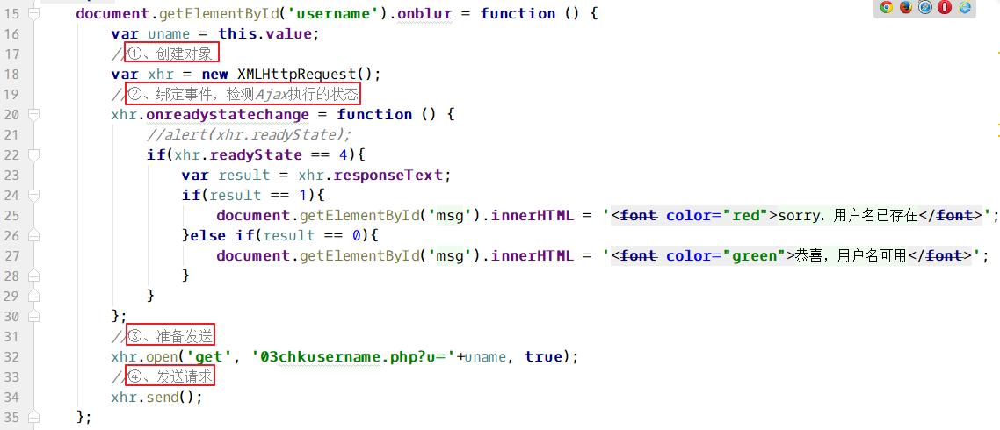 15 document.getElementById('username').onblur = function () {
16 var uname = this.value;
17 //①、创建对象
18 var xhr = new XMLHttpRequest();
19 //②、绑定事件，检测Ajax执行的状态
20 xhr.onreadystatechange = function () {
21 //alert(xhr.readyState);
22 if(xhr.readyState == 4){
23 var result = xhr.responseText;
24 if(result == 1){
25 document.getElementById('msg').innerHTML = '<font color="red">sorry，用户名已存在</font>';
26 }else if(result == 0){
27 document.getElementById('msg').innerHTML = '<font color="green">恭喜，用户名可用</font>';
28 }
29 }
30 };
31 //③、准备发送
32 xhr.open('get', '03chkusername.php?u='+uname, true);
33 //④、发送请求
34 xhr.send();
35 };